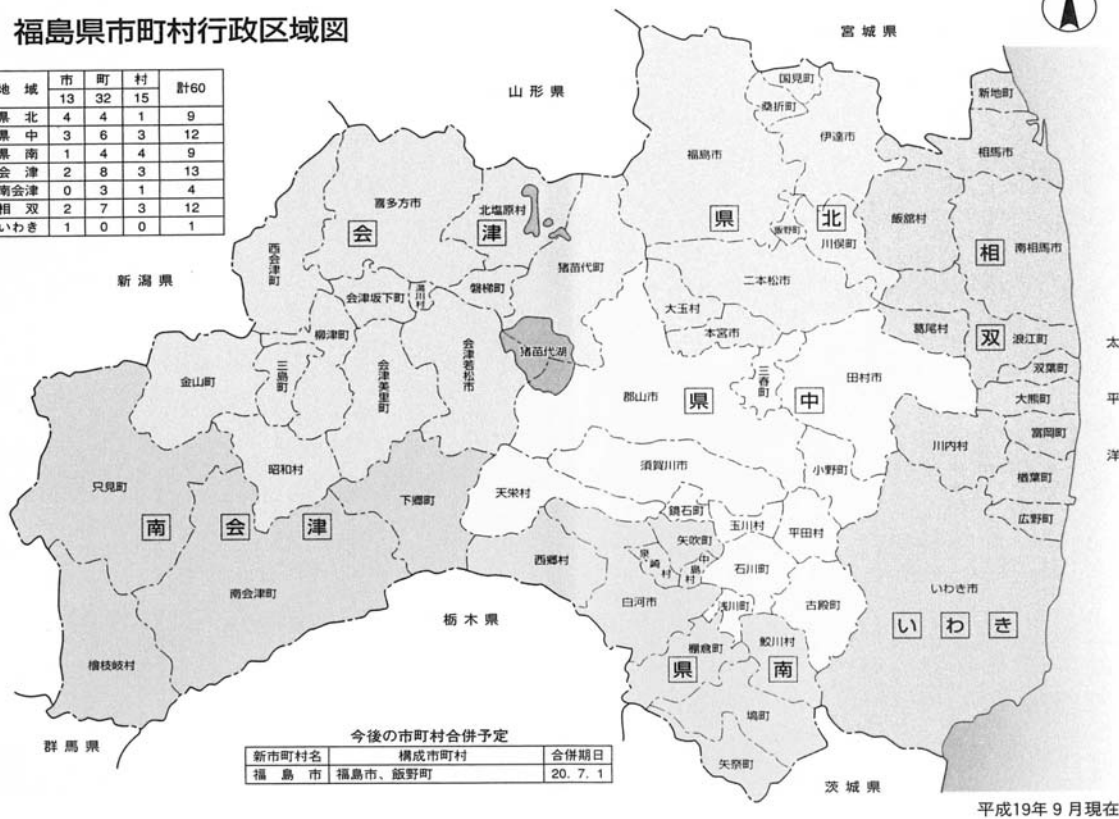 福島県市町村行政区域図
地域 市 町 村 計60
13 32 15
県北 4 4 1 9
県中 3 6 3 12
県南 1 4 4 9
会津 2 8 3 13
南会津 0 3 1 4
相双 2 7 3 12
いわき 1 0 0 1
宮城県
山形県
新潟県
群馬県
栃木県
茨城県
太平洋
県北
国見町
桑折町
伊達市
福島市
飯野町
川俣町
二本松市
大玉村
本宮市
相双
新地町
相馬市
飯舘村
南相馬市
葛尾村
浪江町
双葉町
大熊町
富岡町
川内村
楢葉町
広野町
会津
喜多方市
北塩原村
西会津町
猪苗代町
磐梯町
湯川村
会津坂下町
柳津町
三島町
金山町
会津美里町
会津若松市
猪苗代湖
昭和村
県中
郡山市
三春町
田村市
小野町
須賀川市
天栄村
鏡石町
玉川村
平田村
石川町
浅川町
古殿町
南会津
只見町
下郷町
南会津町
檜枝岐村
県南
西郷村
矢吹町
泉崎村
中島村
白河市
棚倉町
鮫川村
塙町
矢祭町
いわき
いわき市
今後の市町村合併予定
新市町村名 構成市町村 合併期日
福島市 福島市、飯野町 20. 7. 1
平成19年9月現在